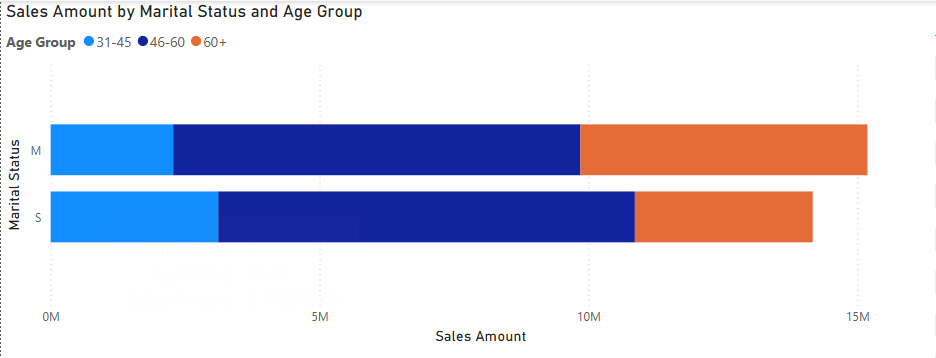 Sales Amount by Marital Status and Age Group
Age Group 31-45 46-60 60+
Marital Status
M
S
0M 5M 10M 15M
Sales Amount